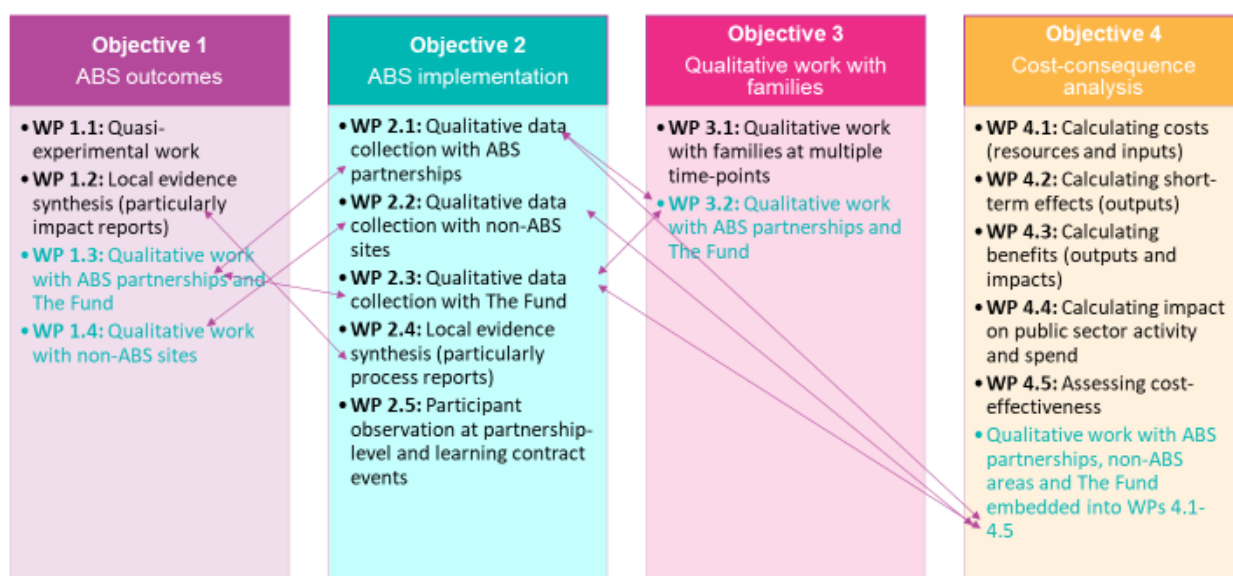 Objective 1
ABS outcomes
• WP 1.1: Quasi-
experimental work
• WP 1.2: Local evidence
synthesis (particularly
impact reports)
• WP 1.3: Qualitative work
with ABS partnerships and
The Fund
• WP 1.4: Qualitative work
with non-ABS sites
Objective 2
ABS implementation
• WP 2.1: Qualitative data
collection with ABS
partnerships
• WP 2.2: Qualitative data
collection with non-ABS
sites
• WP 2.3: Qualitative data
collection with The Fund
• WP 2.4: Local evidence
synthesis (particularly
process reports)
• WP 2.5: Participant
observation at partnership-
level and learning contract
events
Objective 3
Qualitative work with
families
• WP 3.1: Qualitative work
with families at multiple
time-points
• WP 3.2: Qualitative work
with ABS partnerships and
The Fund
Objective 4
Cost-consequence
analysis
• WP 4.1: Calculating costs
(resources and inputs)
• WP 4.2: Calculating short-
term effects (outputs)
• WP 4.3: Calculating
benefits (outputs and
impacts)
• WP 4.4: Calculating impact
on public sector activity
and spend
• WP 4.5: Assessing cost-
effectiveness
• Qualitative work with ABS
partnerships, non-ABS
areas and The Fund
embedded into WPs 4.1-
4.5